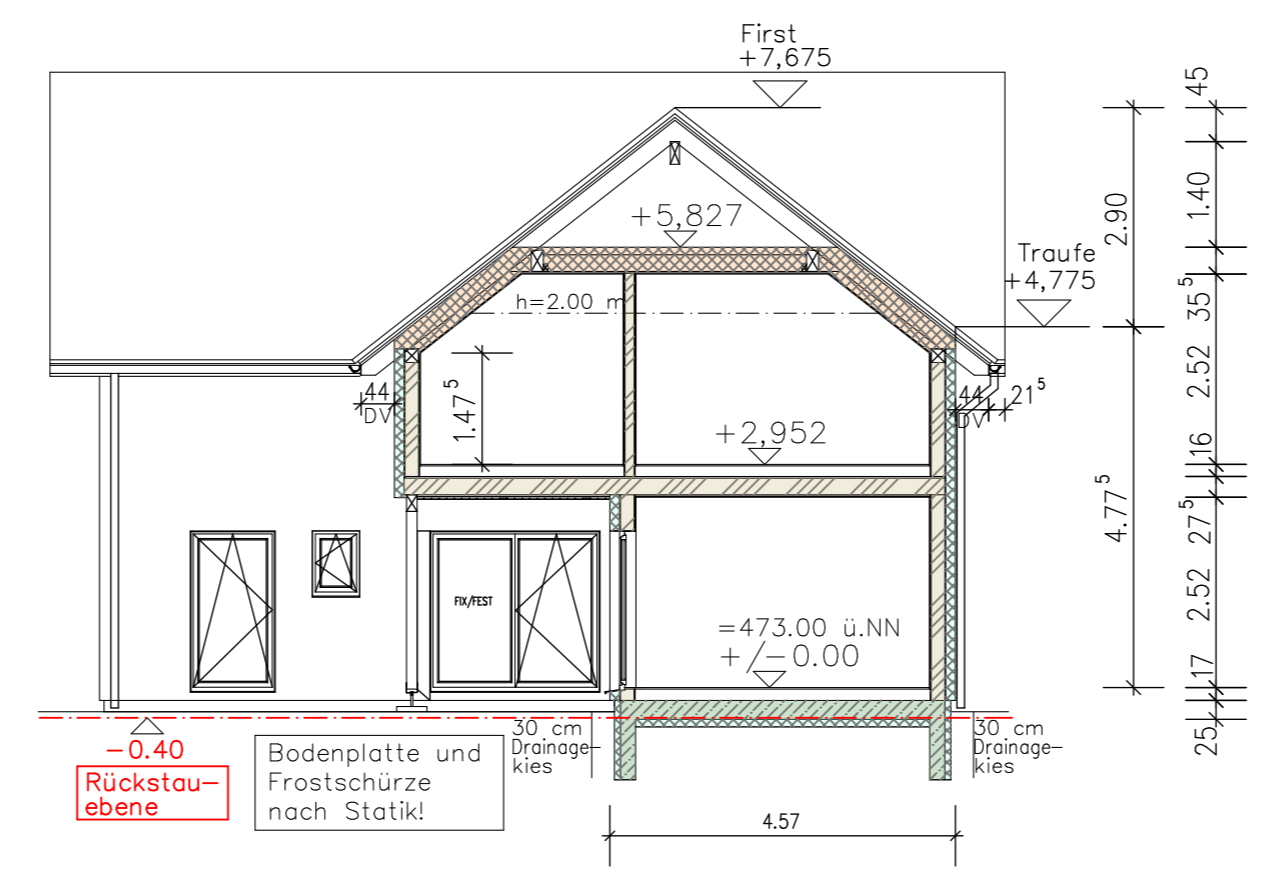 First
+7,675
45
1.40
2.90
+5,827
Traufe
+4,775
35⁵
h=2.00 m
2.52
44
DV
1.47⁵
44
DV
21⁵
+2,952
16
4.77⁵
27⁵
FIX/FEST
2.52
=473.00 ü.NN
+/-0.00
17
25
-0.40
Rückstau-
ebene
Bodenplatte und
Frostschürze
nach Statik!
30 cm
Drainage-
kies
30 cm
Drainage-
kies
4.57